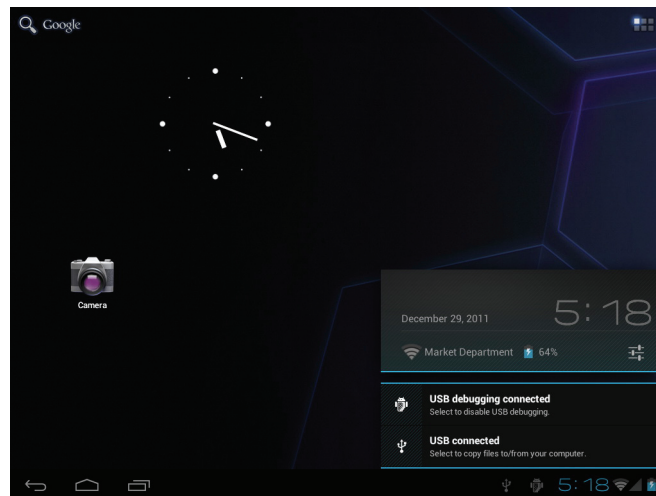 Google
Camera
December 29, 2011
5:18
Market Department
64%
USB debugging connected
Select to disable USB debugging.
USB connected
Select to copy files to/from your computer.
5:18